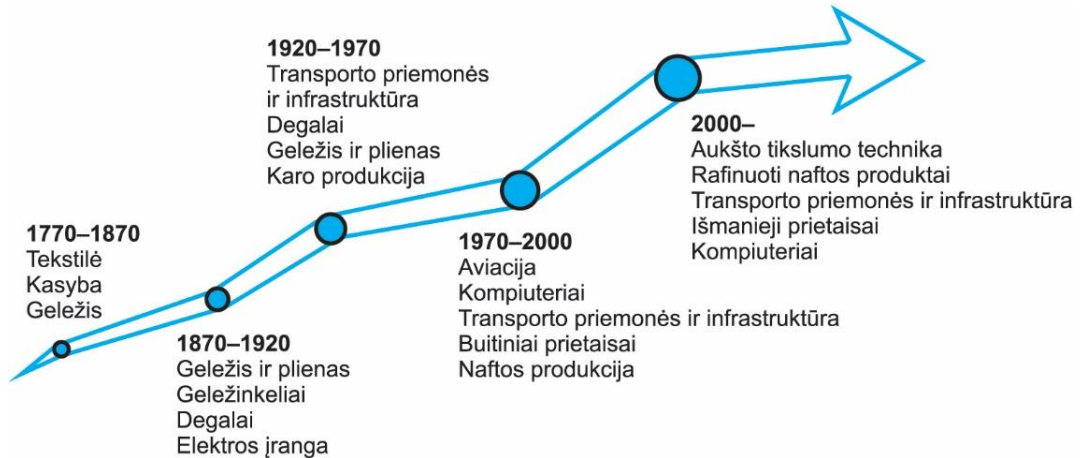 1770–1870
Tekstilė
Kasyba
Geležis
1870–1920
Geležis ir plienas
Geležinkeliai
Degalai
Elektros įranga
1920–1970
Transporto priemonės
ir infrastruktūra
Degalai
Geležis ir plienas
Karo produkcija
1970–2000
Aviacija
Kompiuteriai
Transporto priemonės ir infrastruktūra
Buitiniai prietaisai
Naftos produkcija
2000–
Aukšto tikslumo technika
Rafinuoti naftos produktai
Transporto priemonės ir infrastruktūra
Išmanieji prietaisai
Kompiuteriai